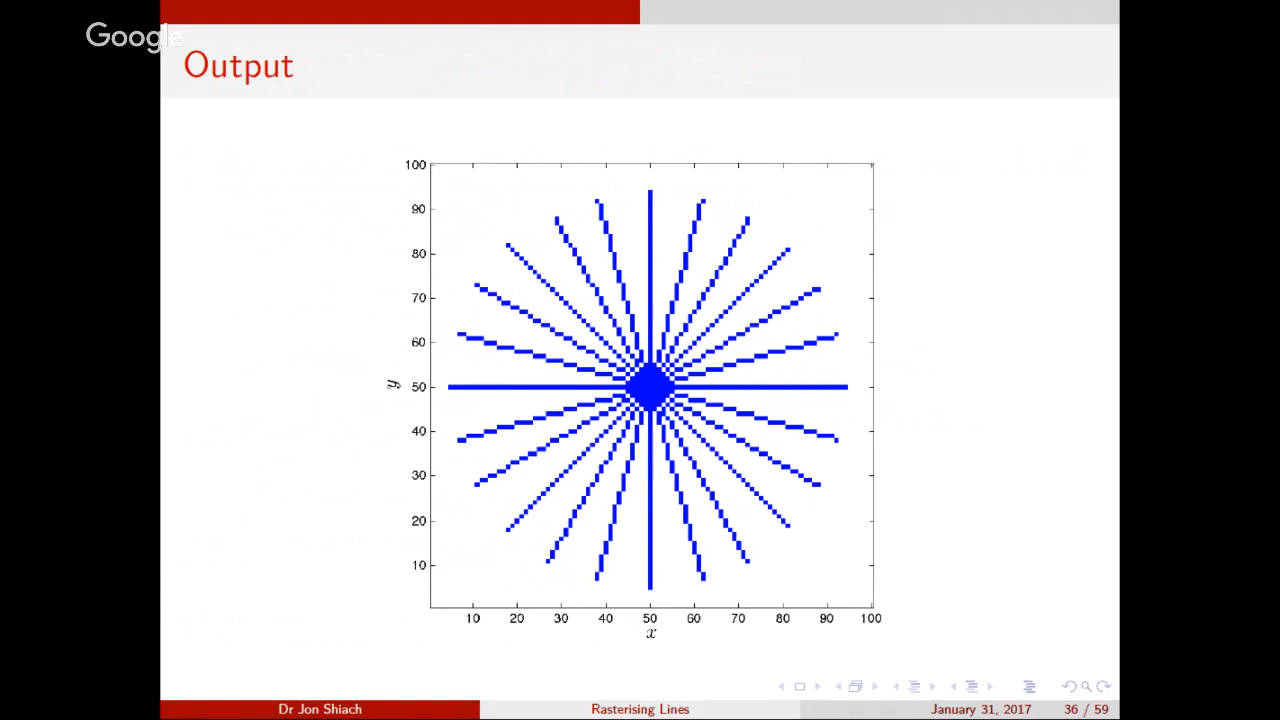 Google
Output
100
90
80
70
60
50
40
30
20
10
y
10 20 30 40 50 60 70 80 90 100
x
Dr Jon Shiach Rasterising Lines January 31, 2017 36 / 59